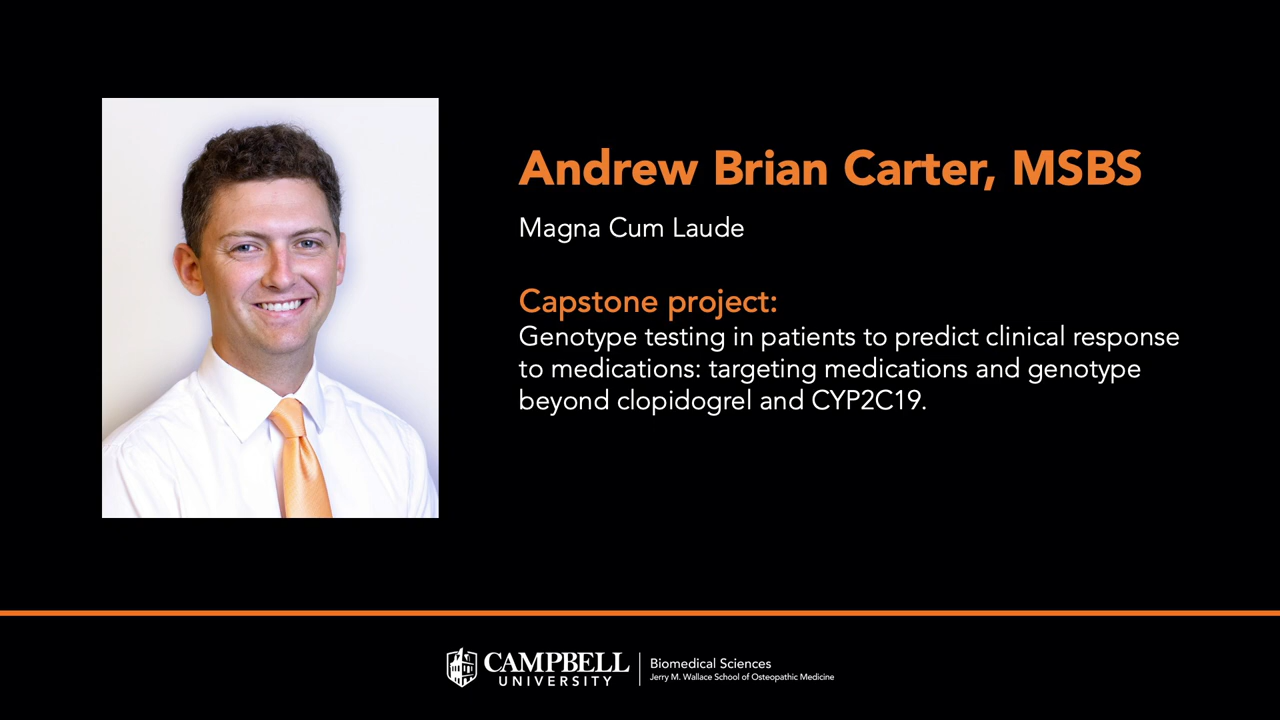 Andrew Brian Carter, MSBS
Magna Cum Laude
Capstone project:
Genotype testing in patients to predict clinical response
to medications: targeting medications and genotype
beyond clopidogrel and CYP2C19.
CAMPBELL
UNIVERSITY
Biomedical Sciences
Jerry M. Wallace School of Osteopathic Medicine